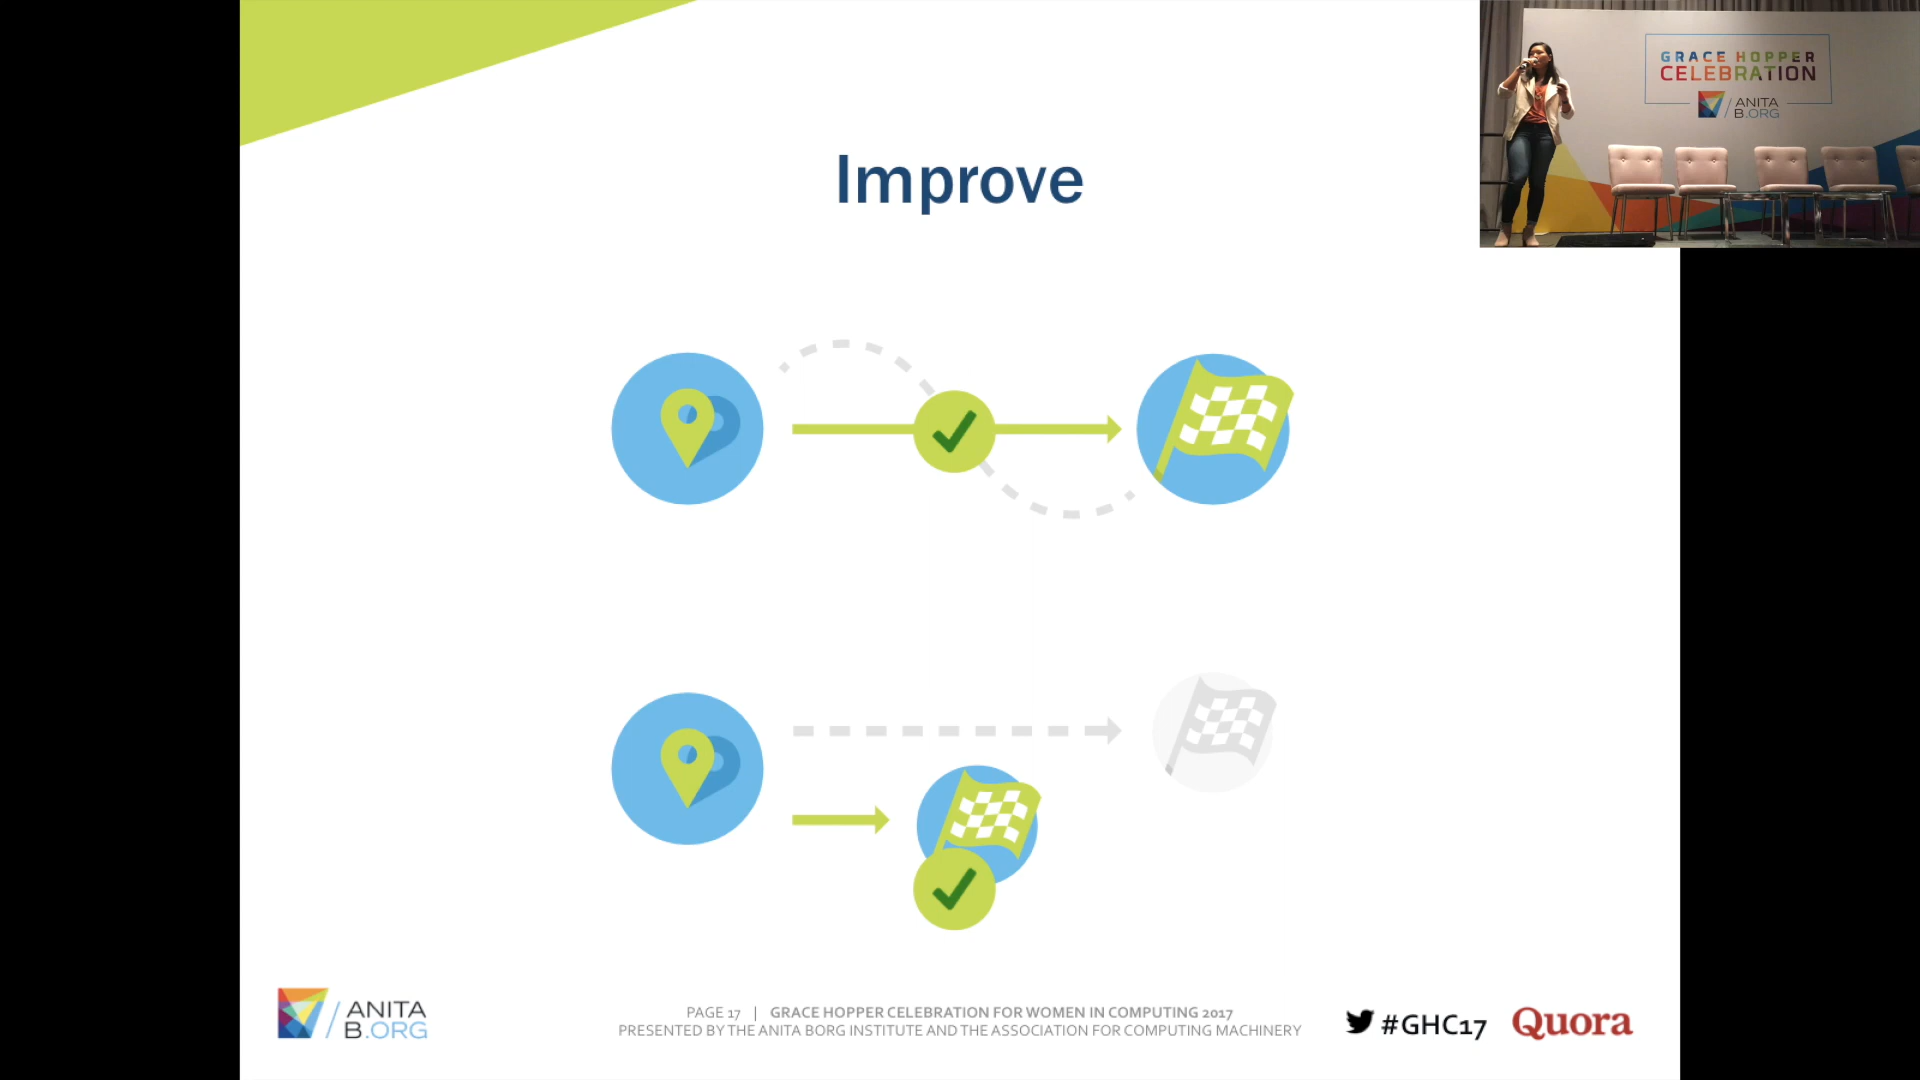 Improve
GRACE HOPPER
CELEBRATION
ANITA
B.ORG
ANITA
B.ORG
PAGE 17 | GRACE HOPPER CELEBRATION FOR WOMEN IN COMPUTING 2017
PRESENTED BY THE ANITA BORG INSTITUTE AND THE ASSOCIATION FOR COMPUTING MACHINERY
#GHC17
Quora